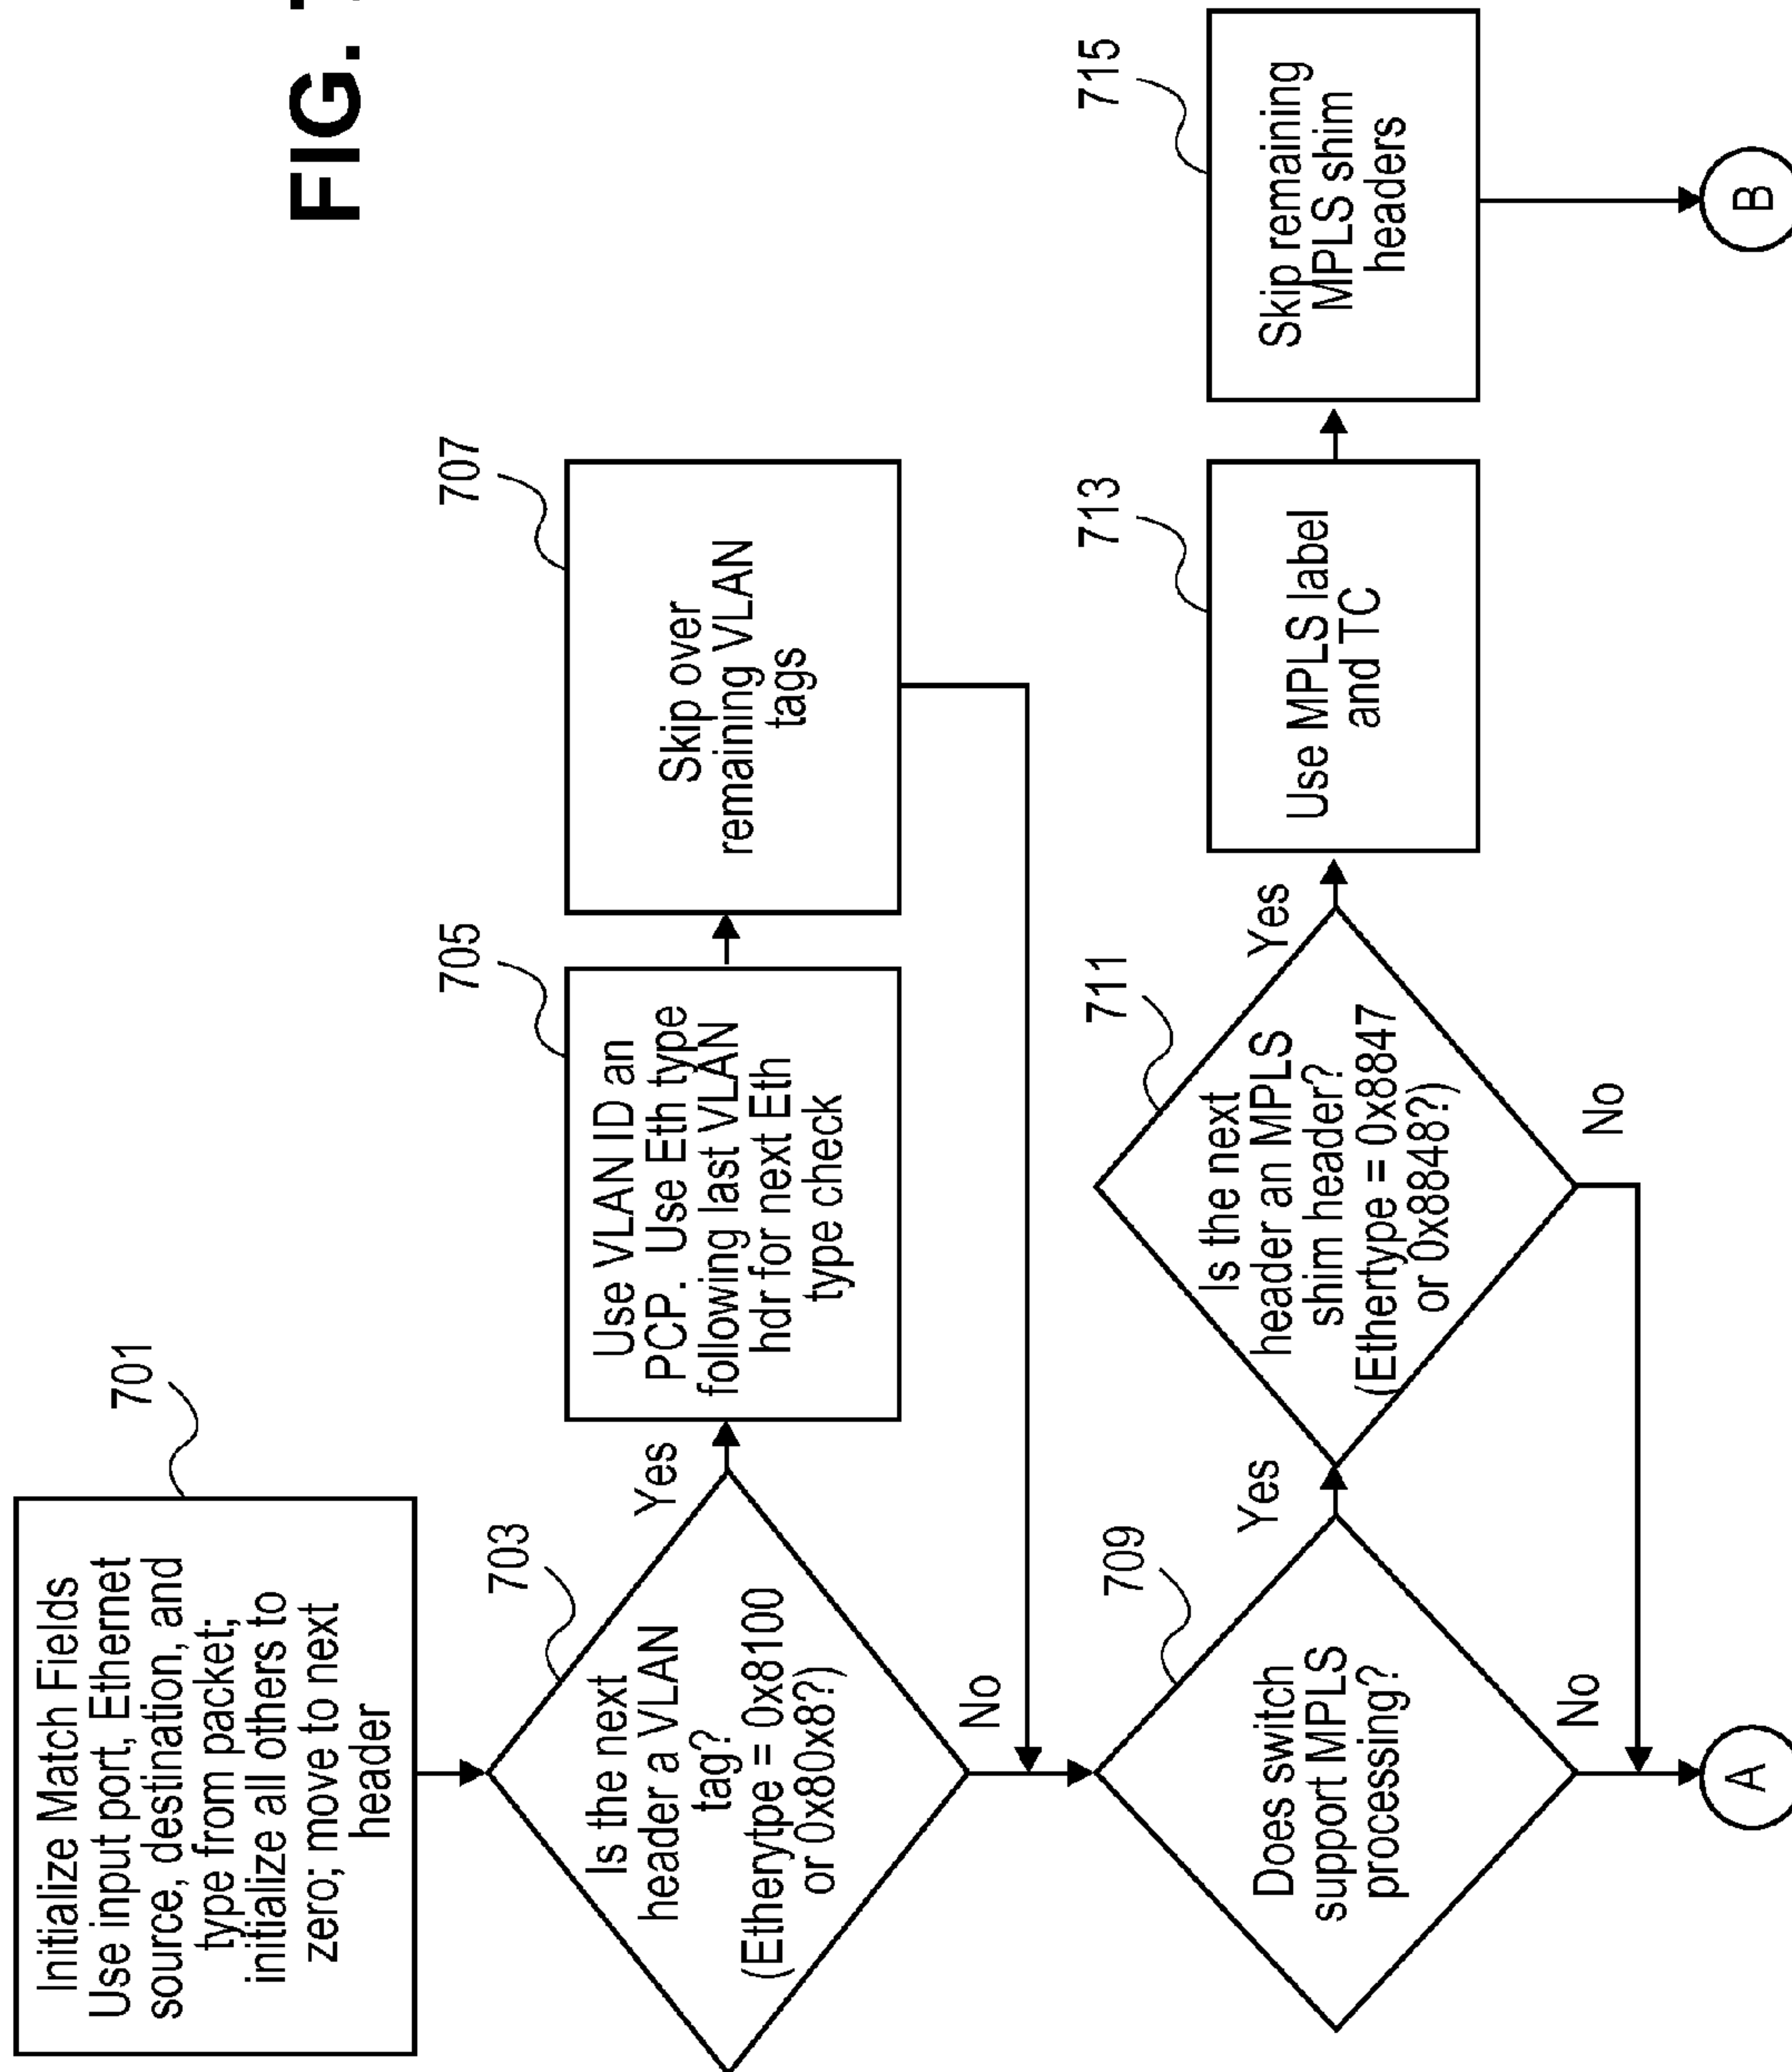 FIG.
701
Initialize Match Fields
Use input port, Ethernet
source, destination, and
type from packet;
initialize all others to
zero; move to next
header
703
Is the next
header a VLAN
tag?
(Etherytpe = 0x8100
or 0x80x8??)
Yes
No
705
Use VLAN ID an
PCP. Use Eth type
following last VLAN
hdr for next Eth
type check
707
Skip over
remaining VLAN
tags
709
Does switch
support MPLS
processing?
Yes
No
711
Is the next
header an MPLS
shim header?
(Ethertype = 0x8847
or 0x8848??)
Yes
No
713
Use MPLS label
and TC
715
Skip remaining
MPLS shim
headers
A
B